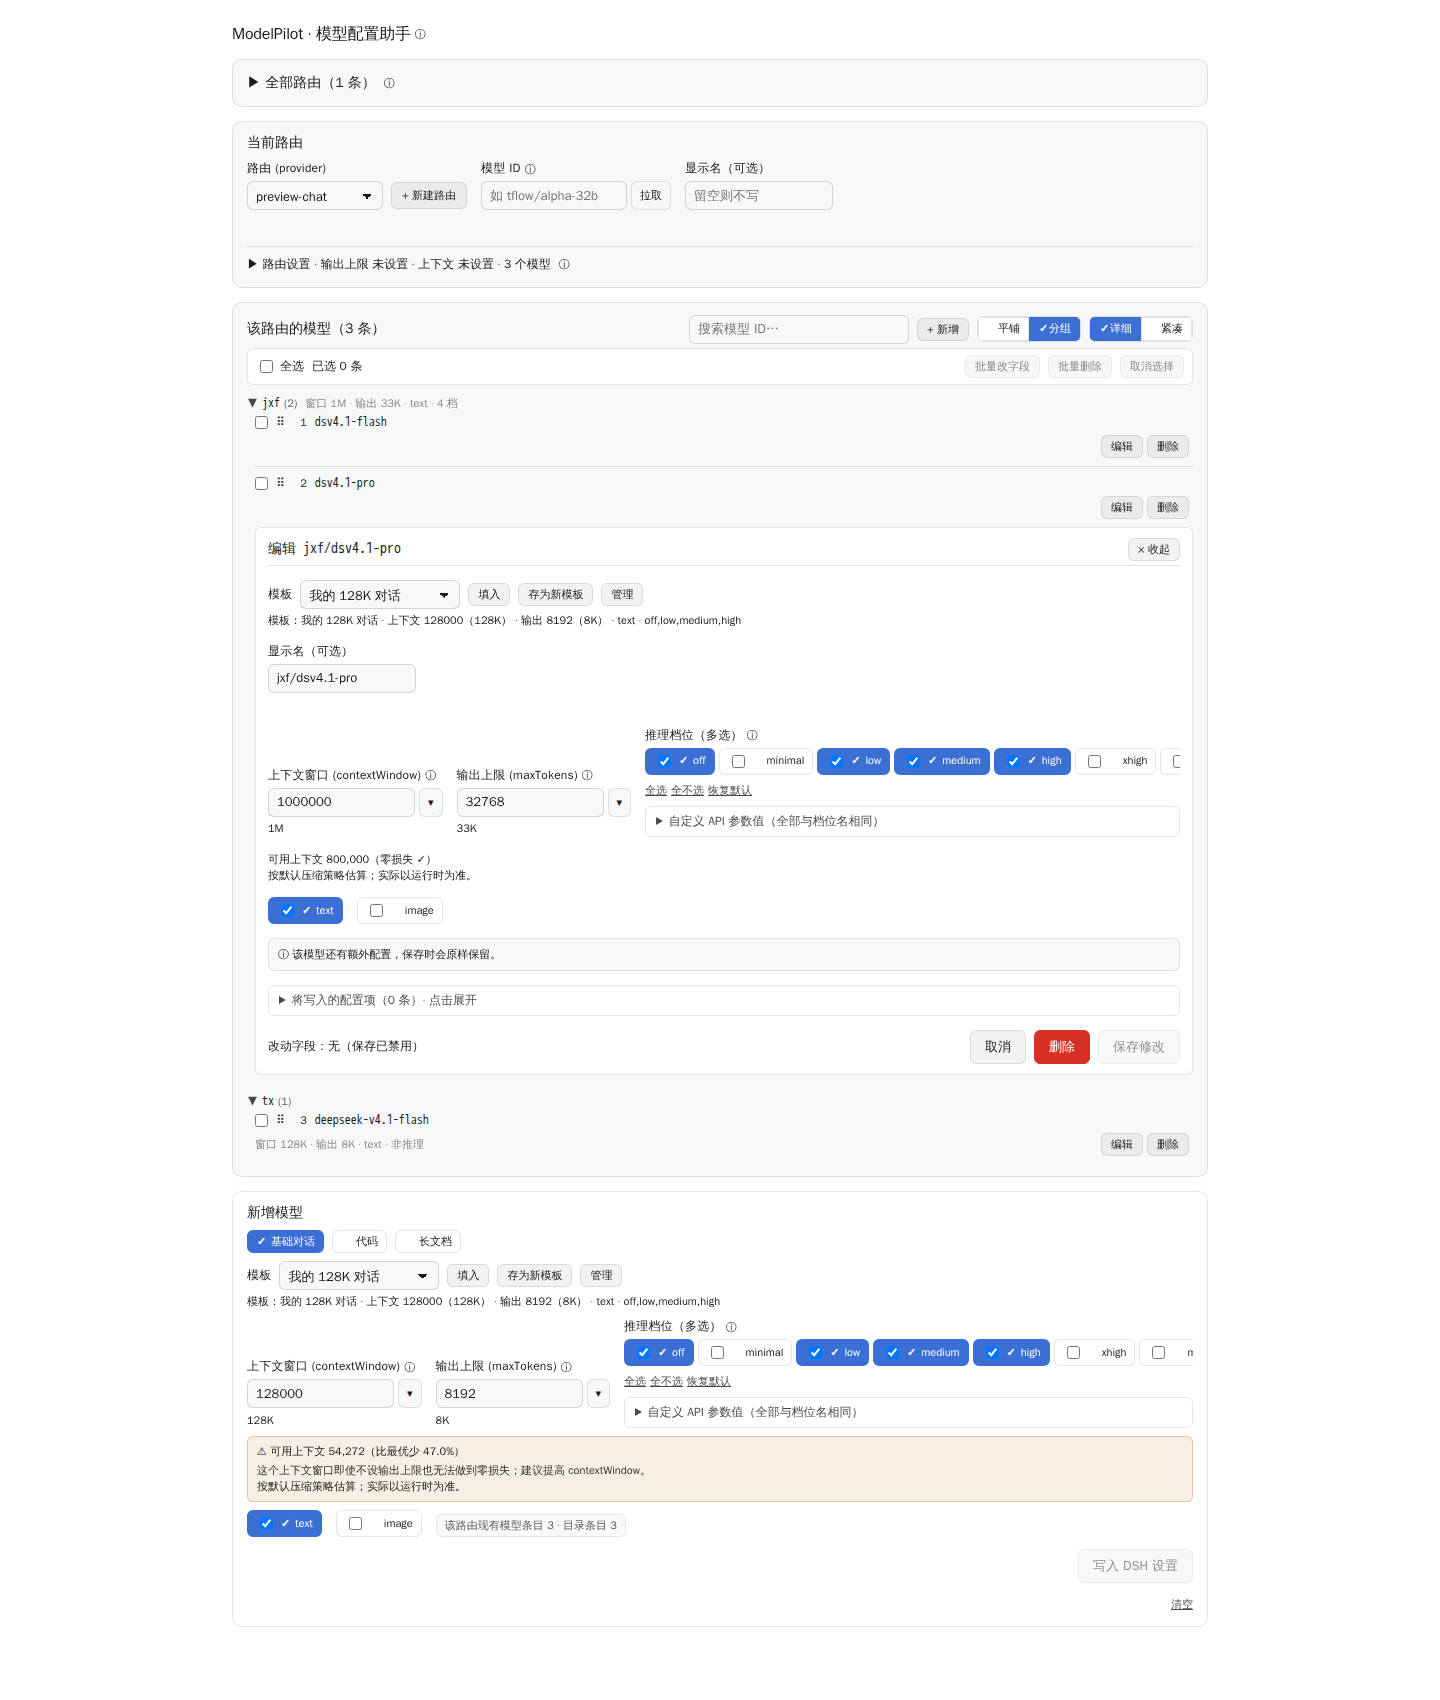 ModelPilot · 模型配置助手 ⓘ
▶ 全部路由（1 条） ⓘ
当前路由
路由 (provider) 模型 ID ⓘ 显示名（可选）
preview-chat + 新建路由 如 tflow/alpha-32b 拉取 留空则不写
▶ 路由设置 · 输出上限 未设置 · 上下文 未设置 · 3 个模型 ⓘ
该路由的模型（3 条） 搜索模型 ID… + 新增 平铺 ✓分组 ✓详细 紧凑
全选 已选 0 条 批量改字段 批量删除 取消选择
▼ jxf (2) 窗口 1M · 输出 33K · text · 4 档
⠿ 1 dsv4.1-flash
编辑 删除
⠿ 2 dsv4.1-pro
编辑 删除
编辑 jxf/dsv4.1-pro × 收起
模板 我的 128K 对话 填入 存为新模板 管理
模板：我的 128K 对话 · 上下文 128000（128K） · 输出 8192（8K） · text · off,low,medium,high
显示名（可选）
jxf/dsv4.1-pro
推理档位（多选） ⓘ
✓ off minimal ✓ low ✓ medium ✓ high xhigh
上下文窗口 (contextWindow) ⓘ 输出上限 (maxTokens) ⓘ 全选 全不选 恢复默认
1000000 ▾ 32768 ▾ ▶ 自定义 API 参数值（全部与档位名相同）
1M 33K
可用上下文 800,000（零损失 ✓）
按默认压缩策略估算；实际以运行时为准。
✓ text image
ⓘ 该模型还有额外配置，保存时会原样保留。
▶ 将写入的配置项（0 条）· 点击展开
改动字段：无（保存已禁用） 取消 删除 保存修改
▼ tx (1)
⠿ 3 deepseek-v4.1-flash
窗口 128K · 输出 8K · text · 非推理 编辑 删除
新增模型
✓ 基础对话 代码 长文档
模板 我的 128K 对话 填入 存为新模板 管理
模板：我的 128K 对话 · 上下文 128000（128K） · 输出 8192（8K） · text · off,low,medium,high
推理档位（多选） ⓘ
✓ off minimal ✓ low ✓ medium ✓ high xhigh
上下文窗口 (contextWindow) ⓘ 输出上限 (maxTokens) ⓘ 全选 全不选 恢复默认
128000 ▾ 8192 ▾ ▶ 自定义 API 参数值（全部与档位名相同）
128K 8K
⚠ 可用上下文 54,272（比最优少 47.0%）
这个上下文窗口即使不设输出上限也无法做到零损失；建议提高 contextWindow。
按默认压缩策略估算；实际以运行时为准。
✓ text image 该路由现有模型条目 3 · 目录条目 3
写入 DSH 设置
清空